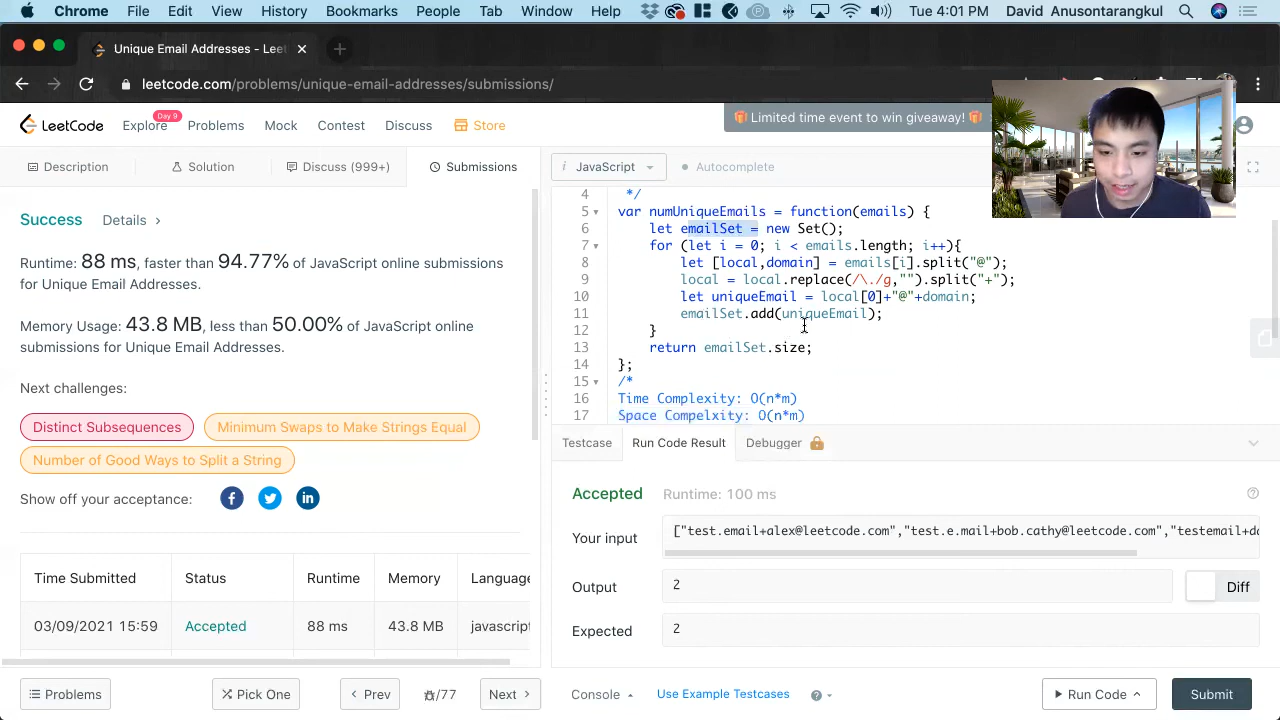 Chrome File Edit View History Bookmarks People Tab Window Help Tue 4:01 PM David Anusontarangkul
Unique Email Addresses - Leet
leetcode.com/problems/unique-email-addresses/submissions/
LeetCode Explore Day 9 Problems Mock Contest Discuss Store
🎁 Limited time event to win giveaway! 🎁
Description Solution Discuss (999+) Submissions
i JavaScript Autocomplete
Success Details >
Runtime: 88 ms, faster than 94.77% of JavaScript online submissions
for Unique Email Addresses.
Memory Usage: 43.8 MB, less than 50.00% of JavaScript online
submissions for Unique Email Addresses.
Next challenges:
Distinct Subsequences Minimum Swaps to Make Strings Equal
Number of Good Ways to Split a String
Show off your acceptance:
Time Submitted Status Runtime Memory Language
03/09/2021 15:59 Accepted 88 ms 43.8 MB javascript
4 */
5 var numUniqueEmails = function(emails) {
6 let emailSet = new Set();
7 for (let i = 0; i < emails.length; i++){
8 let [local,domain] = emails[i].split("@");
9 local = local.replace(/\./g,"").split("+");
10 let uniqueEmail = local[0]+"@"+domain;
11 emailSet.add(uniqueEmail);
12 }
13 return emailSet.size;
14 };
15 /*
16 Time Complexity: O(n*m)
17 Space Compelxity: O(n*m)
Testcase Run Code Result Debugger
Accepted Runtime: 100 ms
Your input ["test.email+alex@leetcode.com","test.e.mail+bob.cathy@leetcode.com","testemail+da
Output 2 Diff
Expected 2
Problems Pick One < Prev /77 Next >
Console Use Example Testcases Run Code Submit